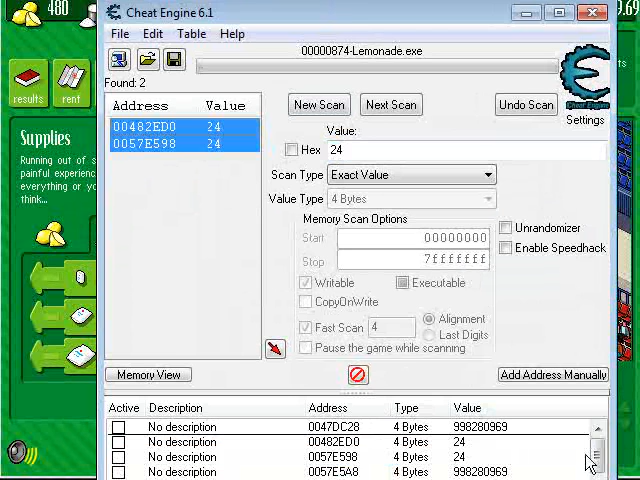 480
Cheat Engine 6.1
9.69
File Edit Table Help
00000874-Lemonade.exe
Found: 2
Address Value
00482ED0 24
0057E598 24
New Scan
Next Scan
Undo Scan
Cheat Engine
Settings
Value:
Hex
24
Scan Type
Exact Value
Value Type
4 Bytes
Memory Scan Options
Start
00000000
Stop
7fffffff
Unrandomizer
Enable Speedhack
Writable
Executable
CopyOnWrite
Fast Scan
4
Alignment
Last Digits
Pause the game while scanning
Memory View
Add Address Manually
Active Description Address Type Value
No description 0047DC28 4 Bytes 998280969
No description 00482ED0 4 Bytes 24
No description 0057E598 4 Bytes 24
No description 0057E5A8 4 Bytes 998280969
results
rent
ts
Supplies
Running out of s
painful experienc
everything or yo
think...